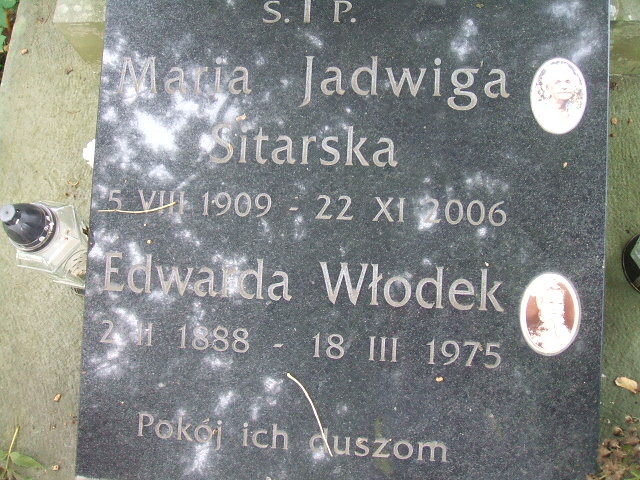 Ś.†P.
Maria Jadwiga
Sitarska
5 VIII 1909 - 22 XI 2006
Edwarda Włodek
2 II 1888 - 18 III 1975
Pokój ich duszom